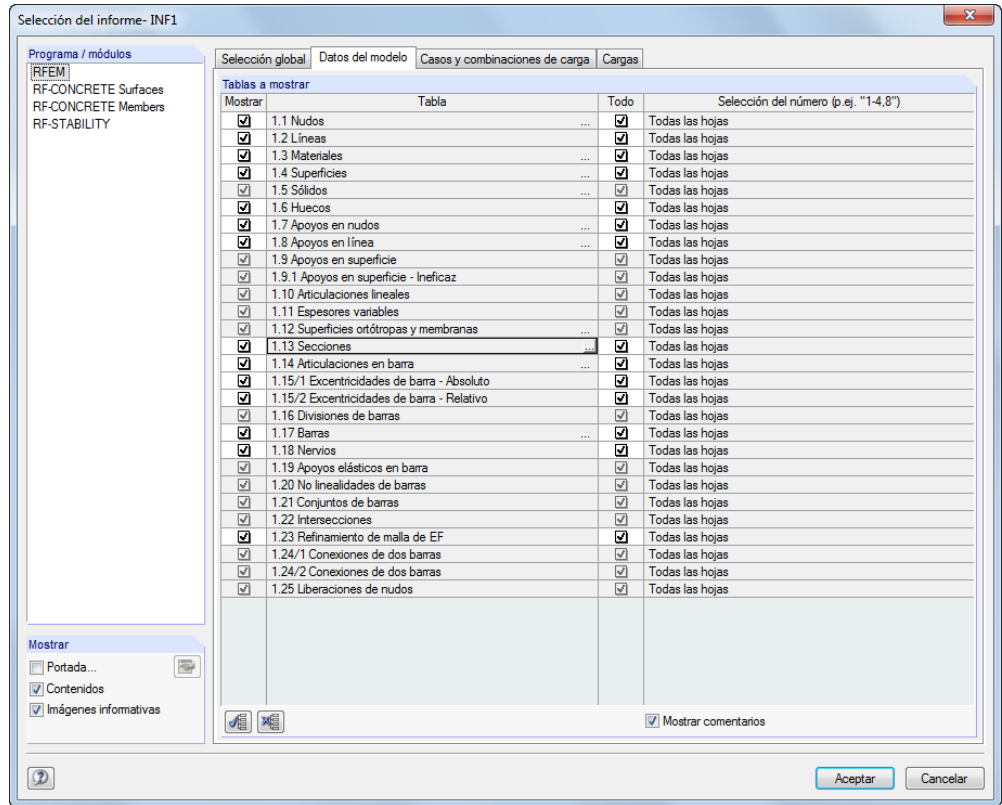 Selección del informe- INF1
Programa / módulos
RFEM
RF-CONCRETE Surfaces
RF-CONCRETE Members
RF-STABILITY
Selección global Datos del modelo Casos y combinaciones de carga Cargas
Tablas a mostrar
Mostrar Tabla Todo Selección del número (p.ej. "1-4,8")
1.1 Nudos ... Todas las hojas
1.2 Líneas Todas las hojas
1.3 Materiales ... Todas las hojas
1.4 Superficies ... Todas las hojas
1.5 Sólidos ... Todas las hojas
1.6 Huecos Todas las hojas
1.7 Apoyos en nudos ... Todas las hojas
1.8 Apoyos en línea ... Todas las hojas
1.9 Apoyos en superficie Todas las hojas
1.9.1 Apoyos en superficie - Ineficaz Todas las hojas
1.10 Articulaciones lineales Todas las hojas
1.11 Espesores variables Todas las hojas
1.12 Superficies ortótropas y membranas ... Todas las hojas
1.13 Secciones ... Todas las hojas
1.14 Articulaciones en barra ... Todas las hojas
1.15/1 Excentricidades de barra - Absoluto Todas las hojas
1.15/2 Excentricidades de barra - Relativo Todas las hojas
1.16 Divisiones de barras Todas las hojas
1.17 Barras ... Todas las hojas
1.18 Nervios Todas las hojas
1.19 Apoyos elásticos en barra Todas las hojas
1.20 No linealidades de barras Todas las hojas
1.21 Conjuntos de barras Todas las hojas
1.22 Intersecciones Todas las hojas
1.23 Refinamiento de malla de EF Todas las hojas
1.24/1 Conexiones de dos barras Todas las hojas
1.24/2 Conexiones de dos barras Todas las hojas
1.25 Liberaciones de nudos Todas las hojas
Mostrar
Portada...
Contenidos
Imágenes informativas
Mostrar comentarios
Aceptar Cancelar